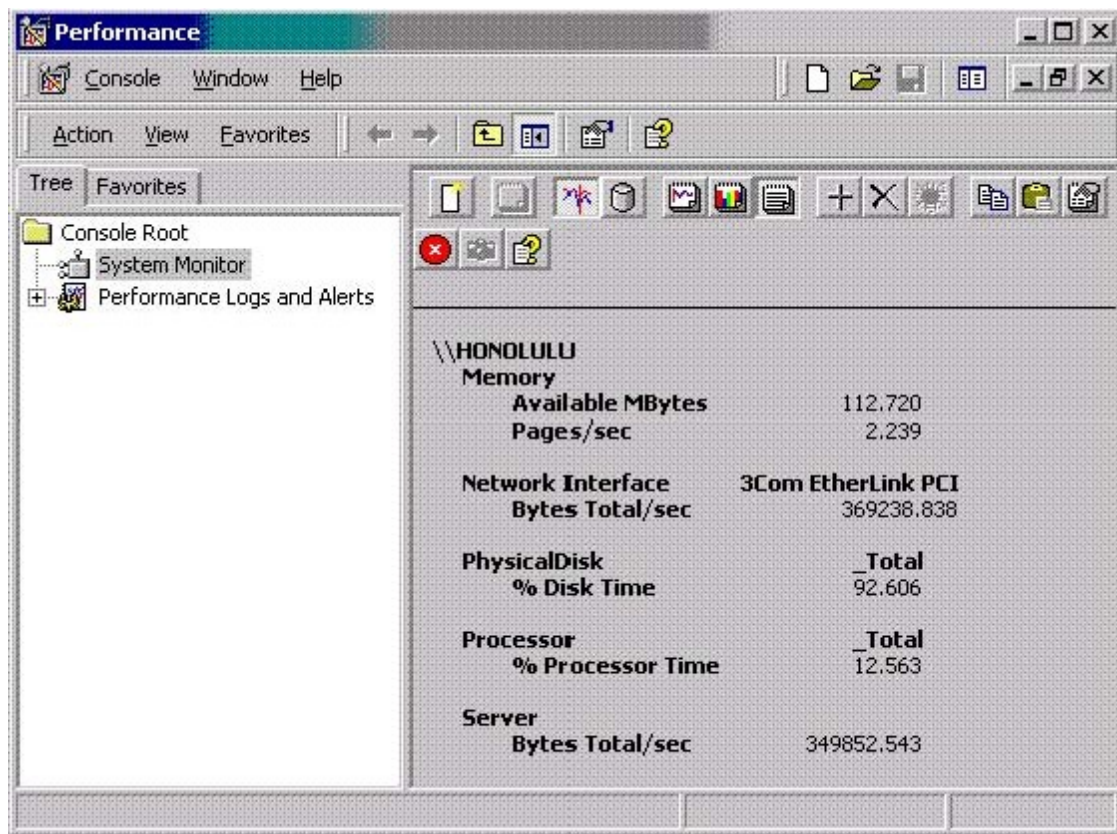 Performance
Console Window Help
Action View Favorites
Tree Favorites
Console Root
System Monitor
Performance Logs and Alerts
\\HONOLULU
Memory
Available MBytes 112.720
Pages/sec 2.239
Network Interface 3Com EtherLink PCI
Bytes Total/sec 369238.838
PhysicalDisk _Total
% Disk Time 92.606
Processor _Total
% Processor Time 12.563
Server
Bytes Total/sec 349852.543